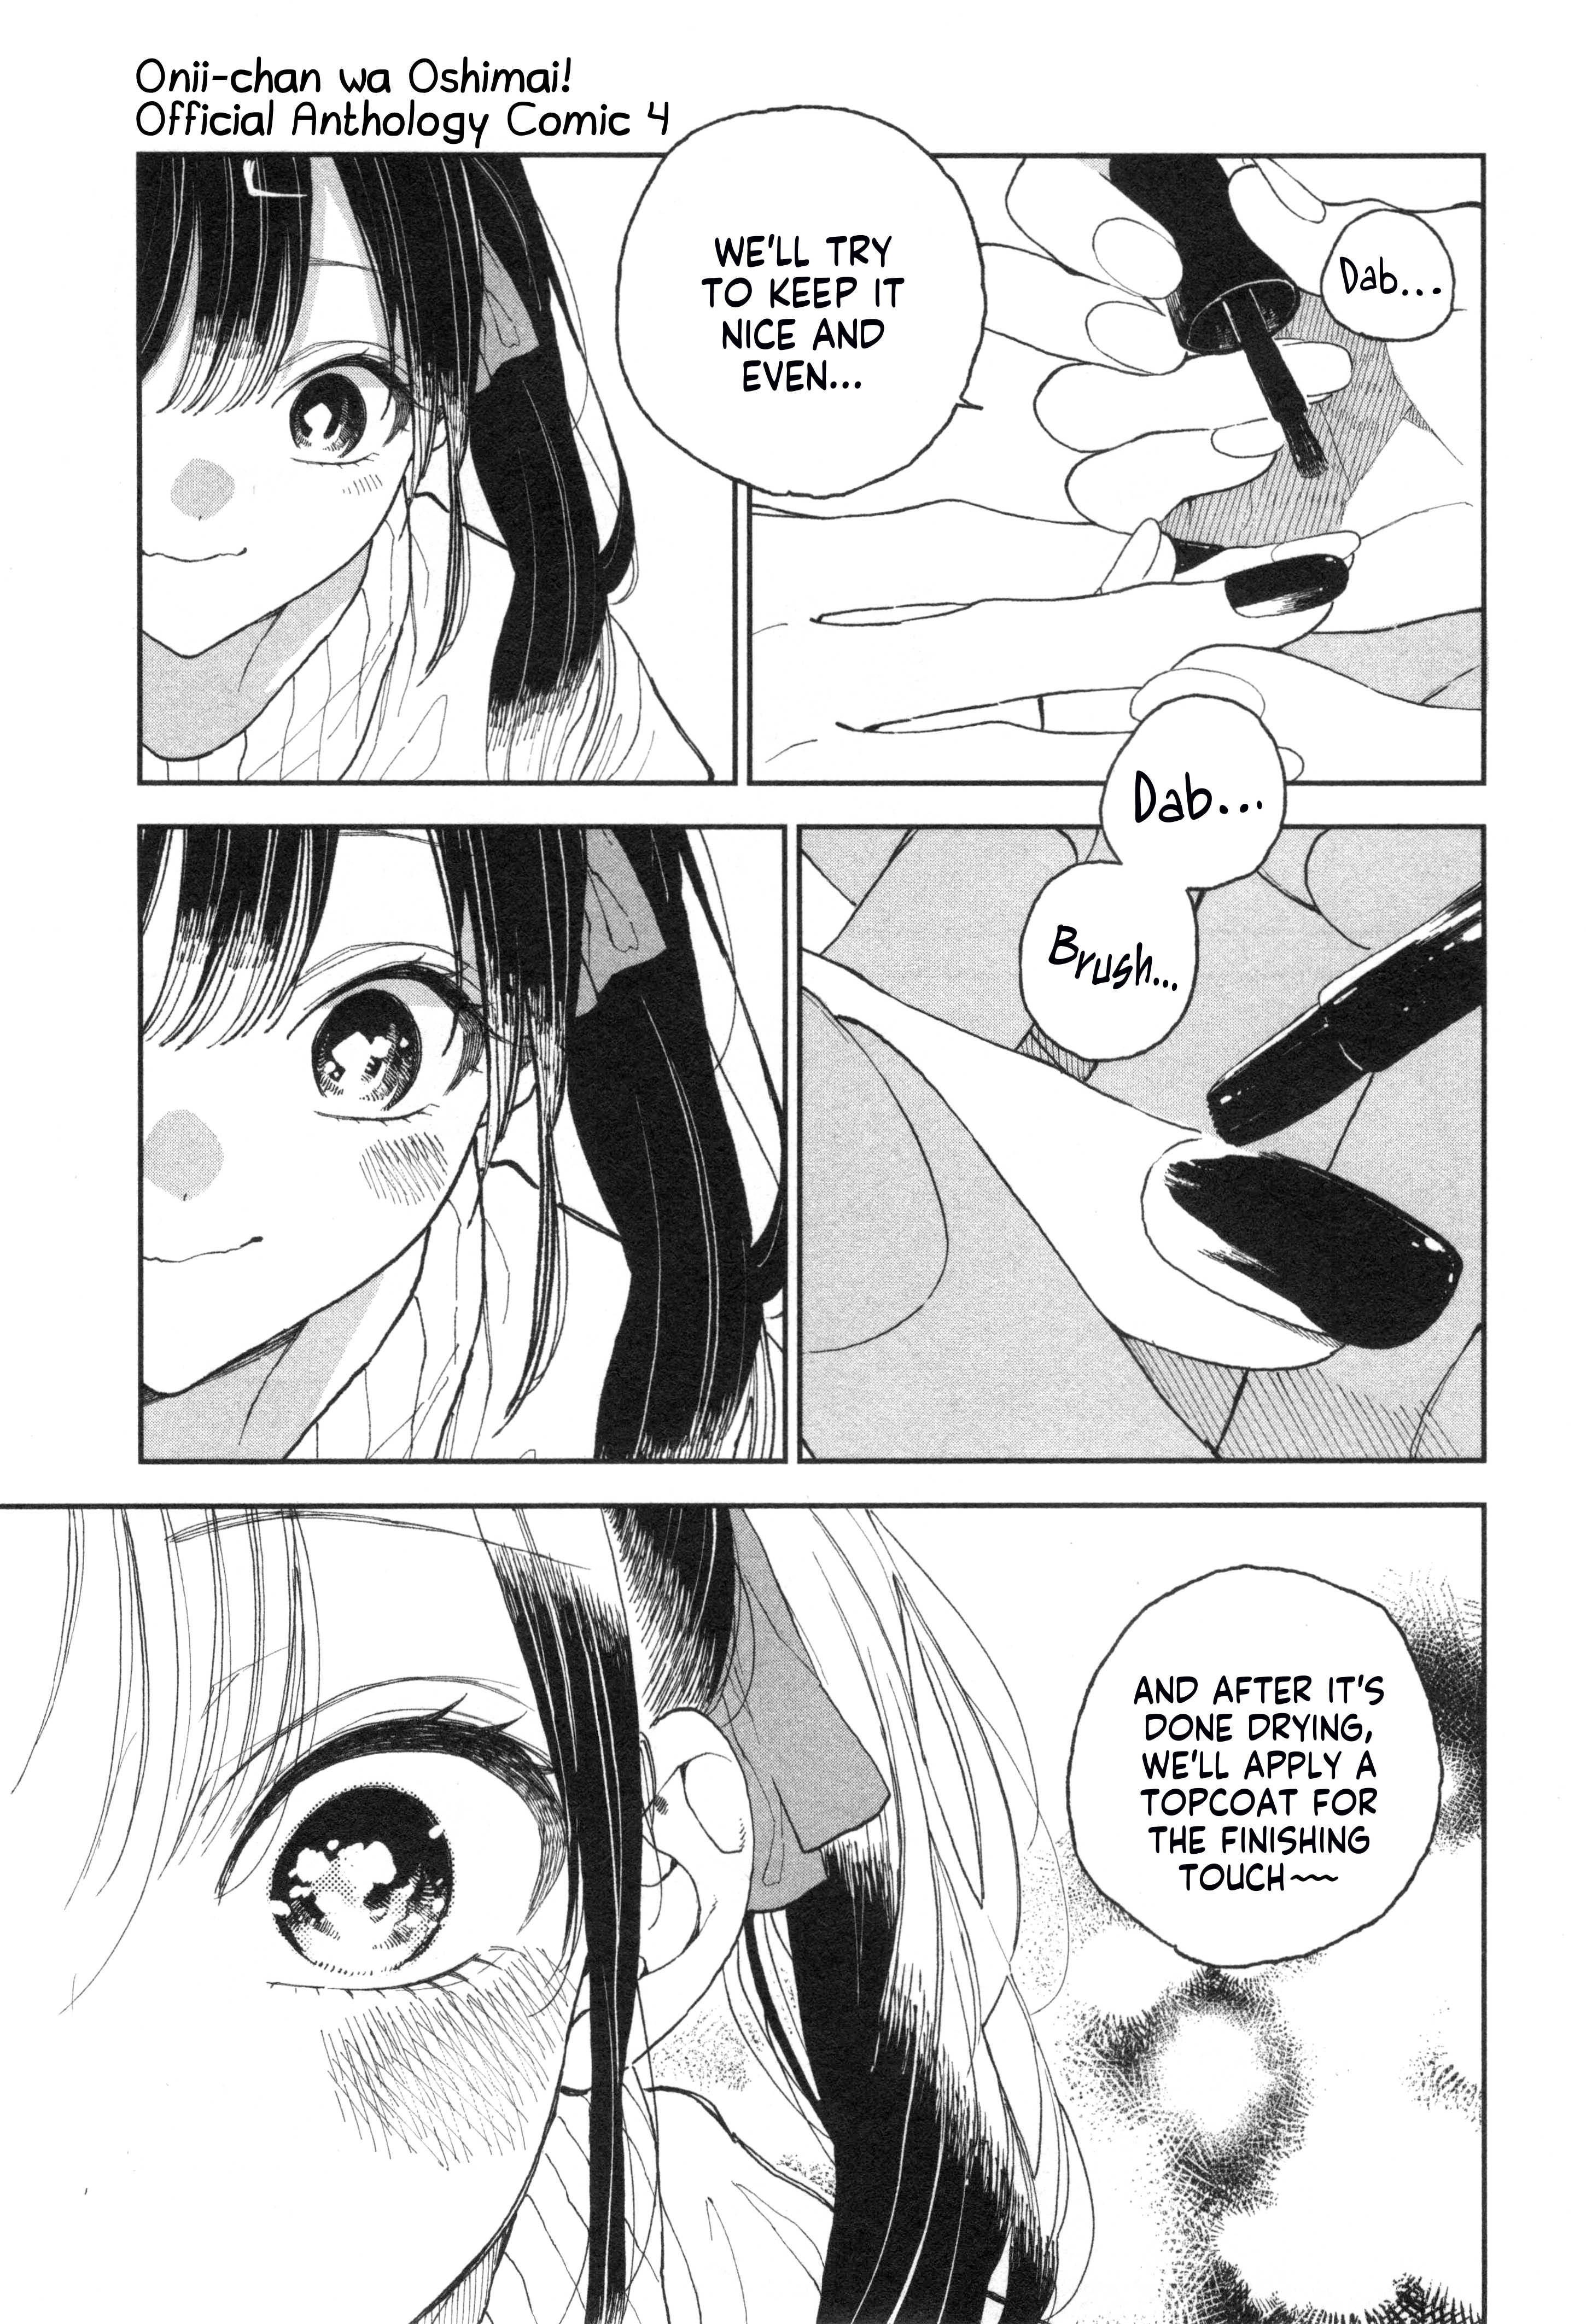 Onii-chan wa Oshimai!
Official Anthology Comic 4
Dab...
WE'LL TRY
TO KEEP IT
NICE AND
EVEN...
Dab...
Brush...
AND AFTER IT'S
DONE DRYING,
WE'LL APPLY A
TOPCOAT FOR
THE FINISHING
TOUCH~~